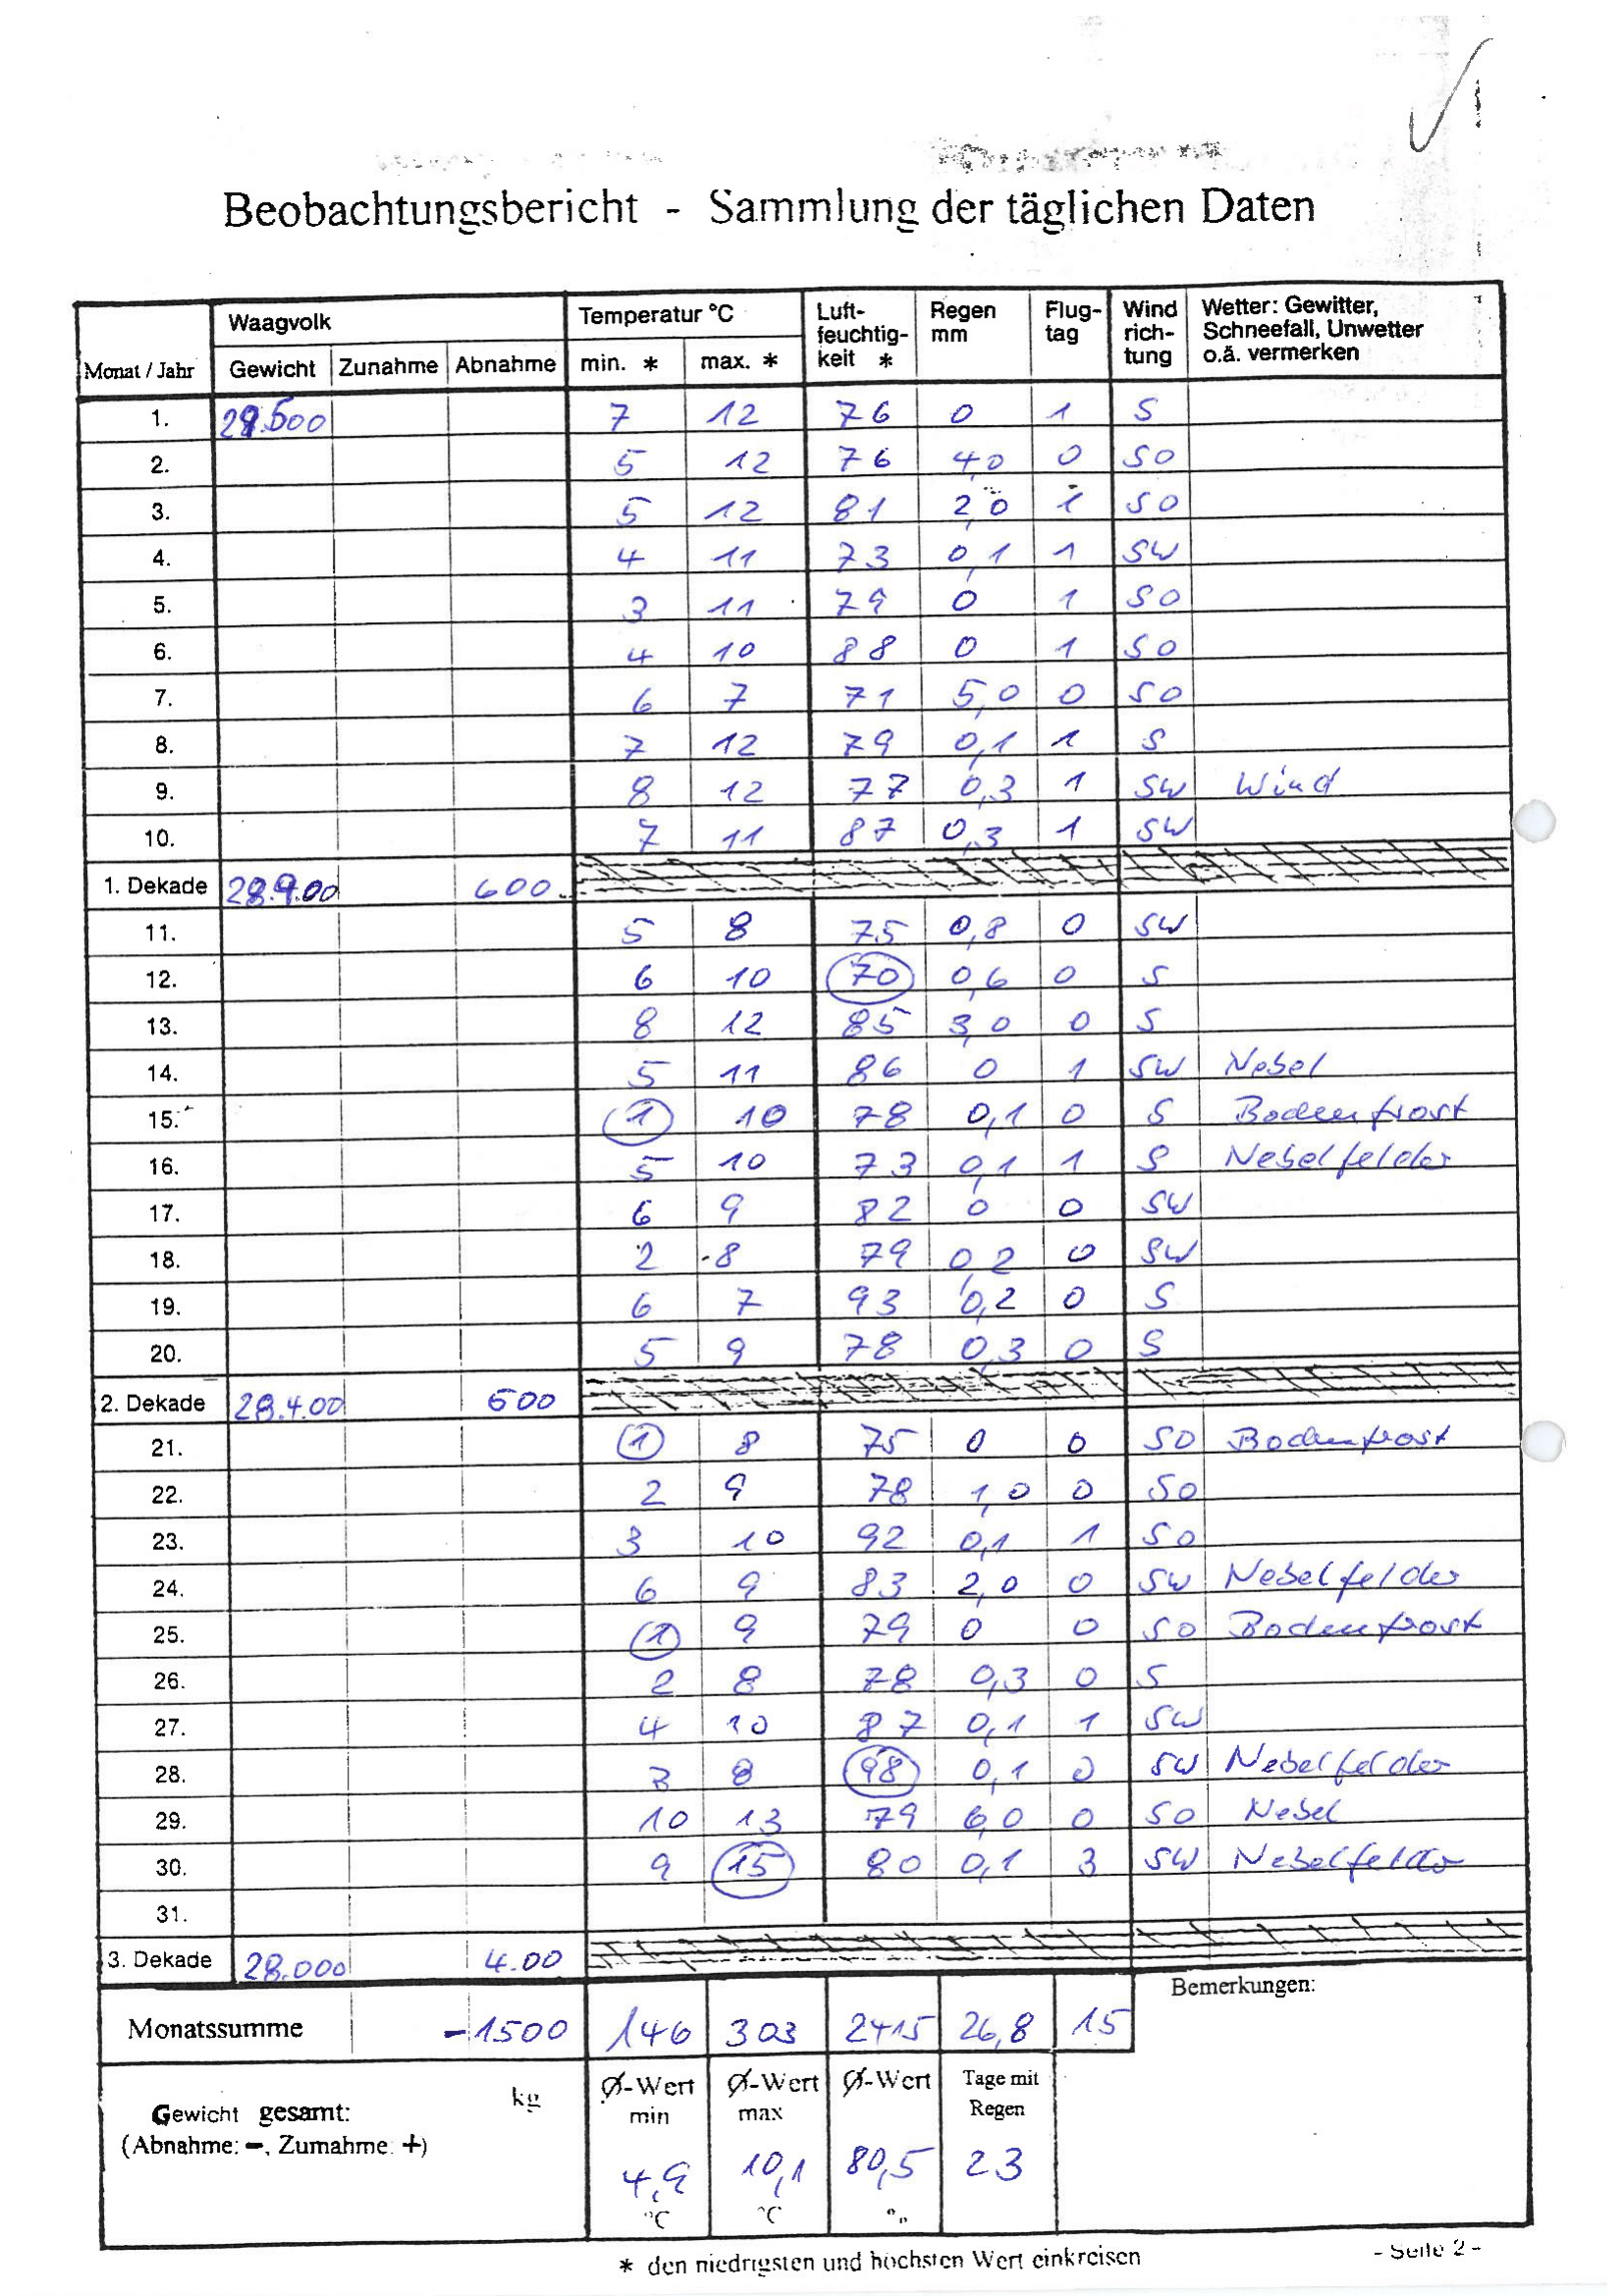 Beobachtungsbericht - Sammlung der täglichen Daten
Monat / Jahr Waagvolk Temperatur °C Luft-feuchtig-keit * Regen mm Flug-tag Wind rich-tung Wetter: Gewitter, Schneefall, Unwetter o.ä. vermerken
Gewicht Zunahme Abnahme min. * max. *
1. 29.500 7 12 76 0 1 S
2. 5 12 76 4,0 0 SO
3. 5 12 81 2,0 1 SO
4. 4 11 73 0,1 1 SW
5. 3 11 79 0 1 SO
6. 4 10 88 0 1 SO
7. 6 7 71 5,0 0 SO
8. 7 12 79 0,1 1 S
9. 8 12 77 0,3 1 SW Wind
10. 7 11 87 0,3 1 SW
1. Dekade 28.9.00 600
11. 5 8 75 0,8 0 SW
12. 6 10 70 0,6 0 S
13. 8 12 85 3,0 0 S
14. 5 11 86 0 1 SW Nebel
15. 1 10 78 0,1 0 S Bodenfrost
16. 5 10 73 0,1 1 S Nebelfelder
17. 6 9 82 0 0 SW
18. 2 8 79 0,2 0 SW
19. 6 7 93 0,2 0 S
20. 5 9 78 0,3 0 S
2. Dekade 28.4.00 500
21. 1 8 75 0 0 SO Bodenfrost
22. 2 9 78 1,0 0 SO
23. 3 10 92 0,1 1 SO
24. 6 9 83 2,0 0 SW Nebelfelder
25. 1 9 79 0 0 SO Bodenfrost
26. 2 8 78 0,3 0 S
27. 4 10 87 0,1 1 SW
28. 3 8 98 0,1 0 SW Nebelfelder
29. 10 13 79 6,0 0 SO Nebel
30. 9 15 80 0,1 3 SW Nebelfelder
31.
3. Dekade 28.000 4.00
Bemerkungen:
Monatssumme -1500 146 303 2415 26,8 15
Gewicht gesamt: kg Ø-Wert min Ø-Wert max Ø-Wert Tage mit Regen
(Abnahme: -, Zunahme: +)
4,9 10,1 80,5 23
°C °C %
* den niedrigsten und höchsten Wert einkreisen
- Seite 2 -